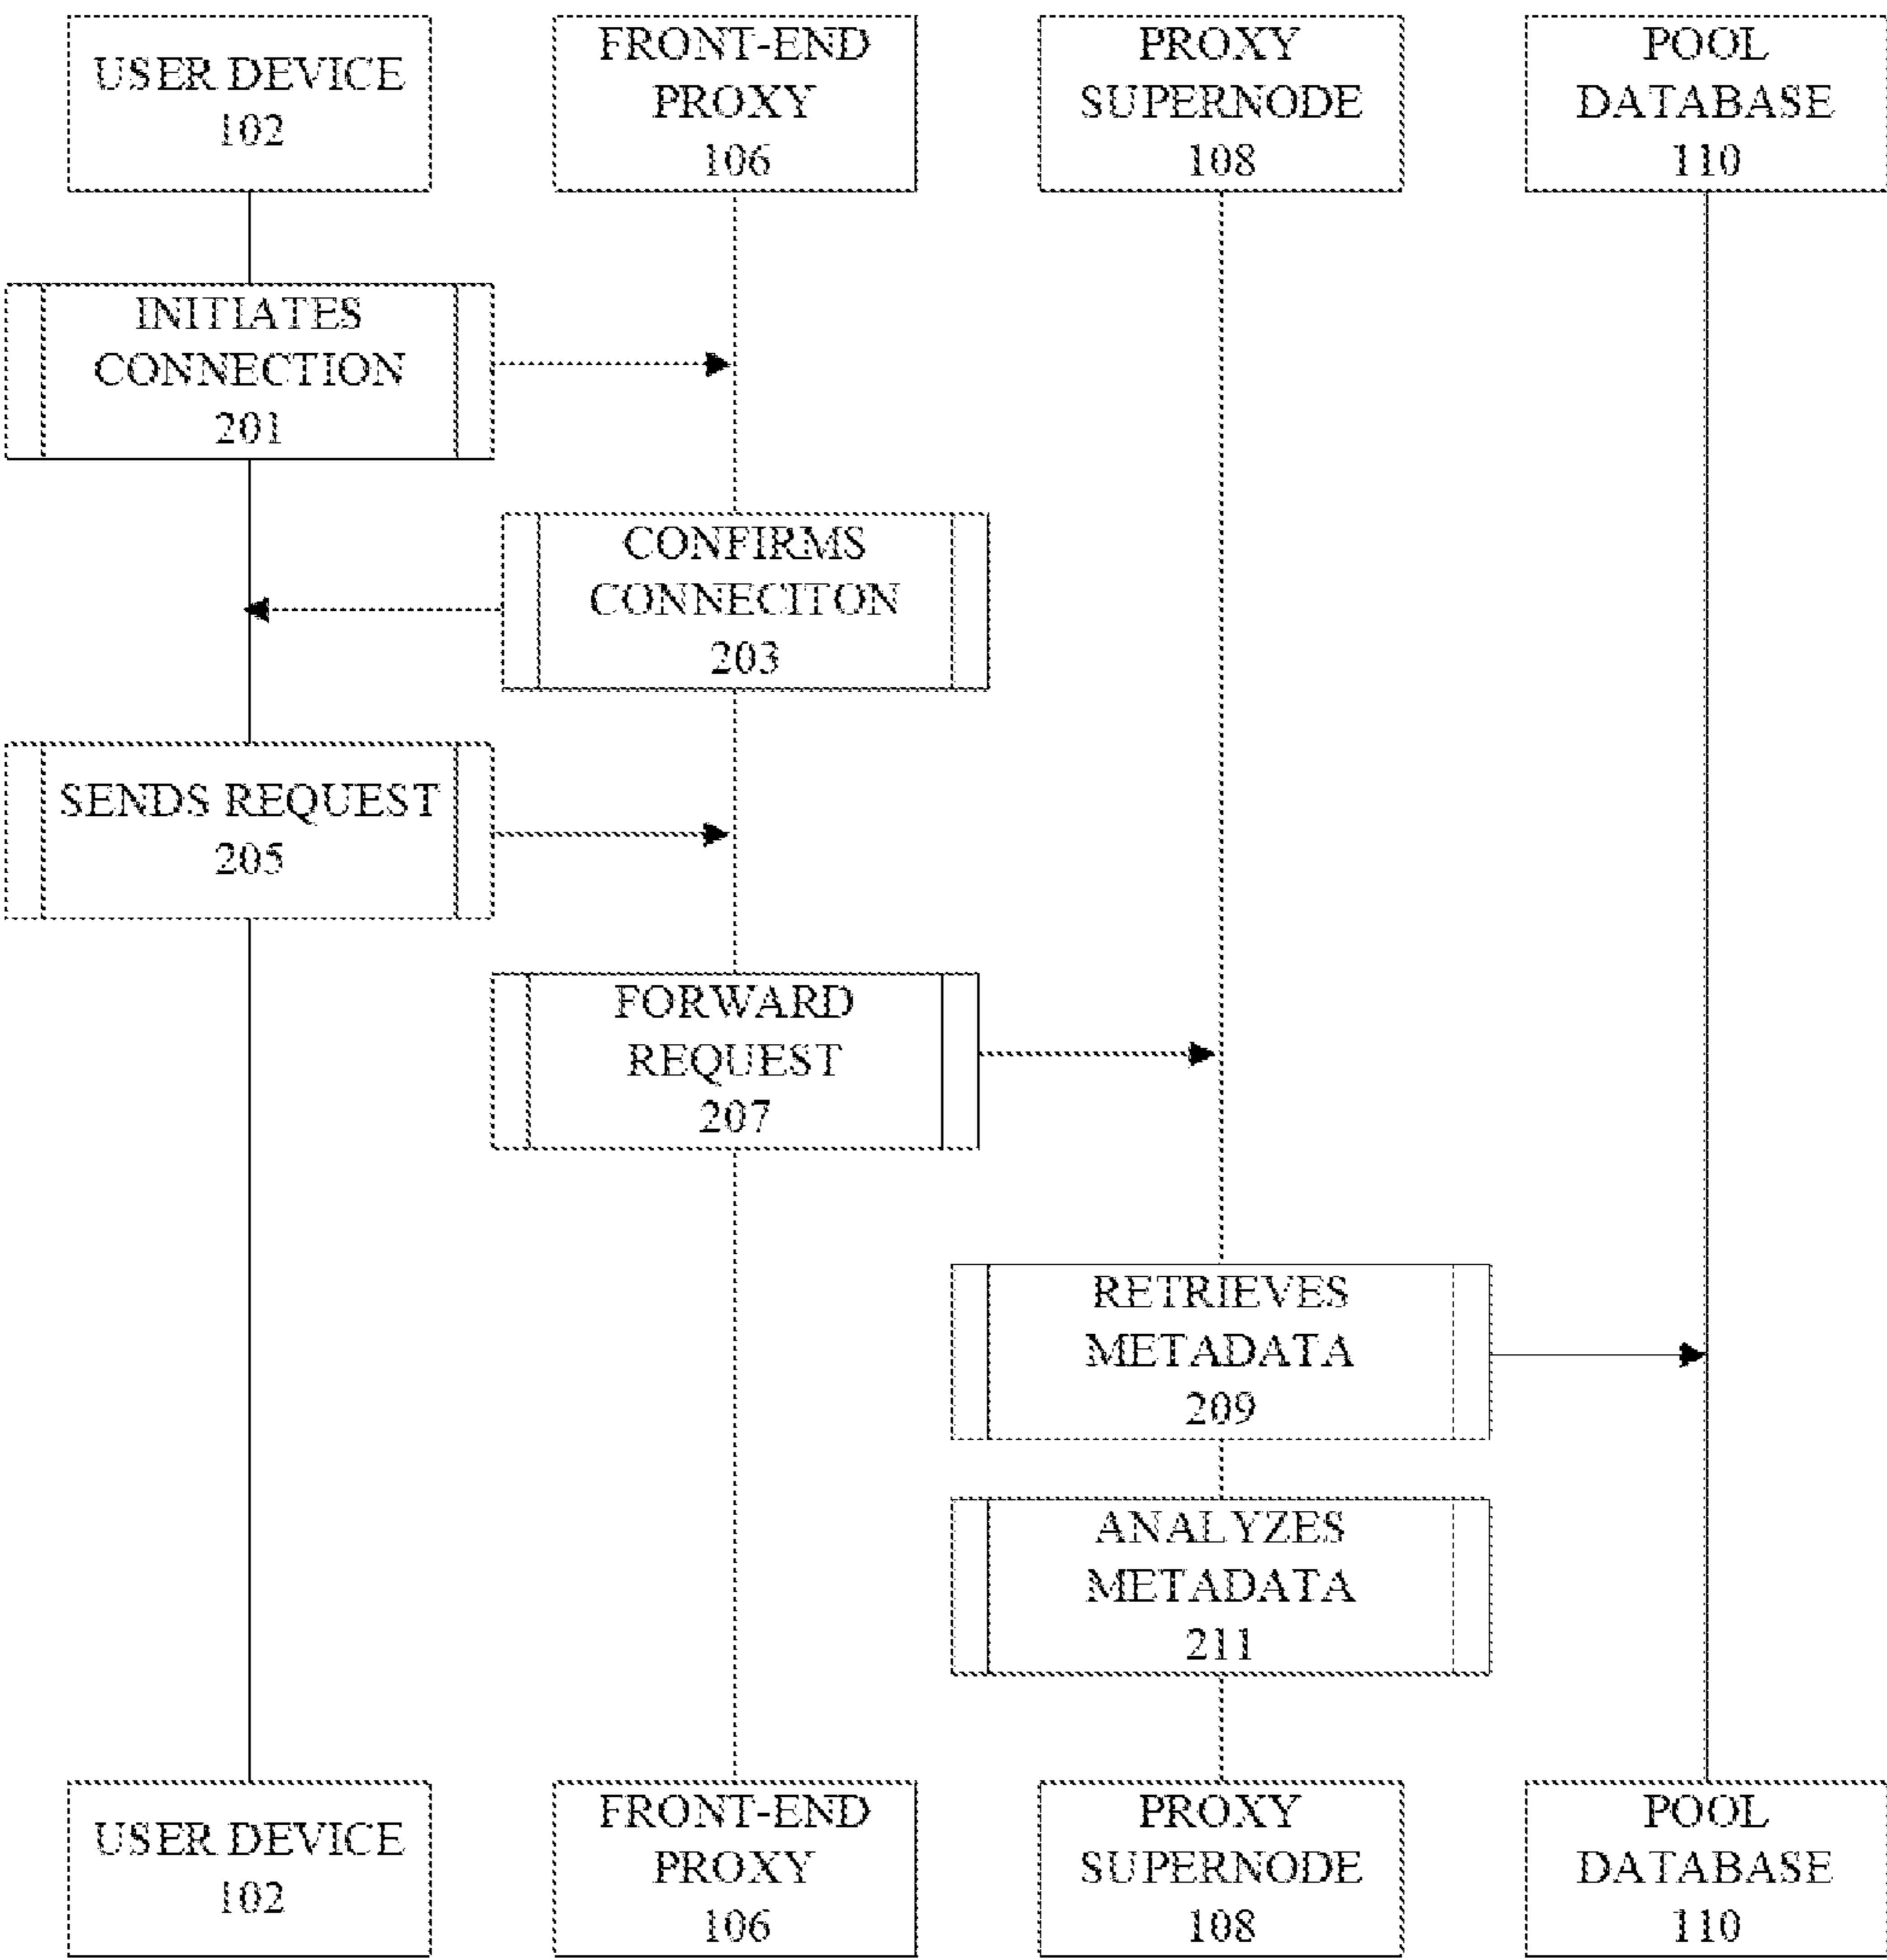 USER DEVICE
102
FRONT-END
PROXY
106
PROXY
SUPERNODE
108
POOL
DATABASE
110
INITIATES
CONNECTION
201
CONFIRMS
CONNECITON
203
SENDS REQUEST
205
FORWARD
REQUEST
207
RETRIEVES
METADATA
209
ANALYZES
METADATA
211
USER DEVICE
102
FRONT-END
PROXY
106
PROXY
SUPERNODE
108
POOL
DATABASE
110